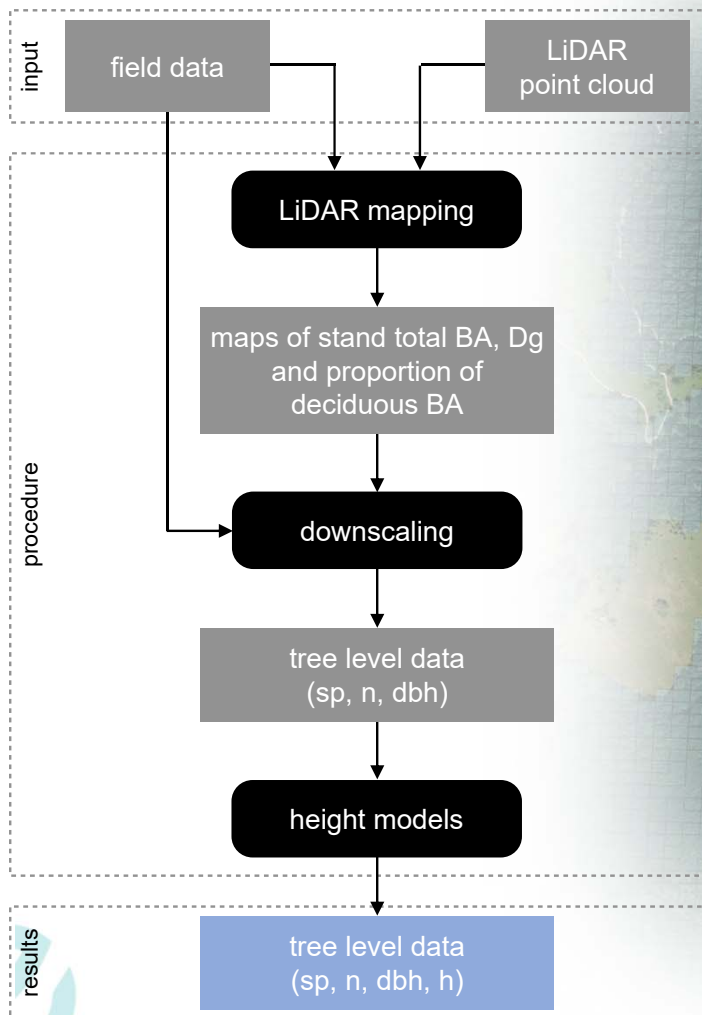 input
field data
LiDAR
point cloud
procedure
LiDAR mapping
maps of stand total BA, Dg
and proportion of
deciduous BA
downscaling
tree level data
(sp, n, dbh)
height models
results
tree level data
(sp, n, dbh, h)